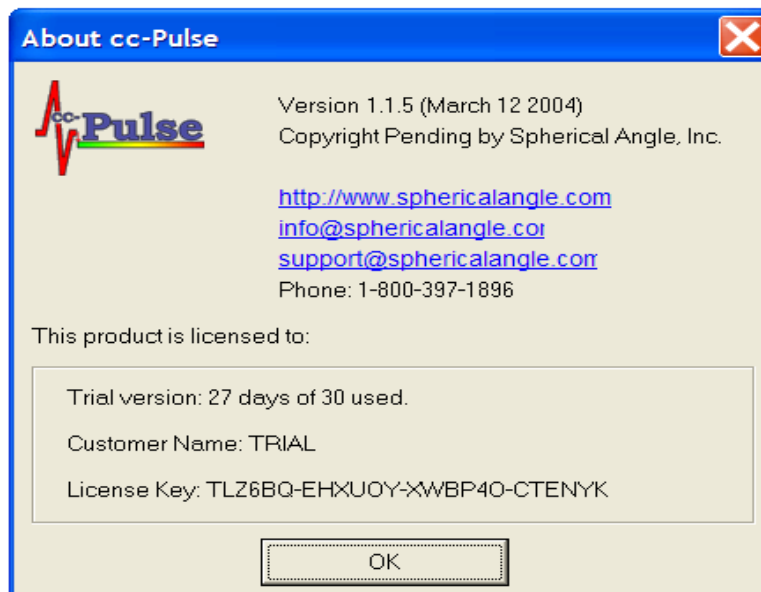 About cc-Pulse
cc-Pulse
Version 1.1.5 (March 12 2004)
Copyright Pending by Spherical Angle, Inc.
http://www.sphericalangle.com
info@sphericalangle.cor
support@sphericalangle.com
Phone: 1-800-397-1896
This product is licensed to:
Trial version: 27 days of 30 used.
Customer Name: TRIAL
License Key: TLZ6BQ-EHXUOY-XWBP4O-CTENYK
OK